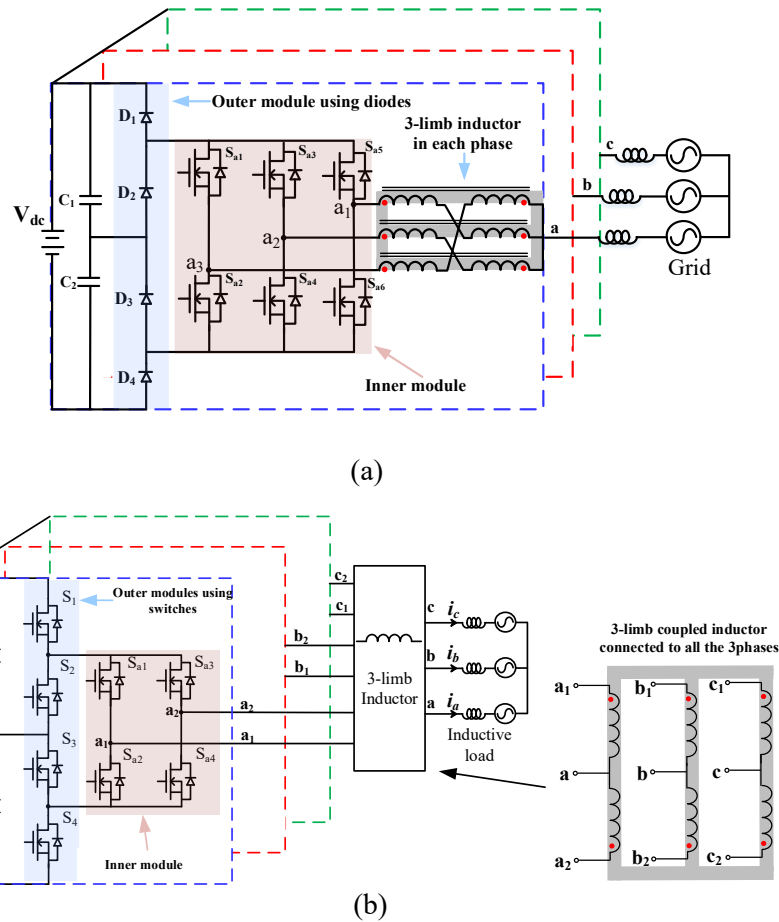 Outer module using diodes
3-limb inductor
in each phase
D1
D2
D3
D4
C1
C2
Vdc
Sa1
Sa3
Sa5
a1
a2
a3
Sa2
Sa4
Sa6
c
b
a
Grid
Inner module
(a)
S1
S2
S3
S4
Outer modules using
switches
Sa1
Sa3
a2
a1
Sa2
Sa4
Inner module
c2
c1
b2
b1
a2
a1
3-limb
Inductor
c
b
a
ic
ib
ia
Inductive
load
3-limb coupled inductor
connected to all the 3phases
a1
b1
c1
a
b
c
a2
b2
c2
(b)